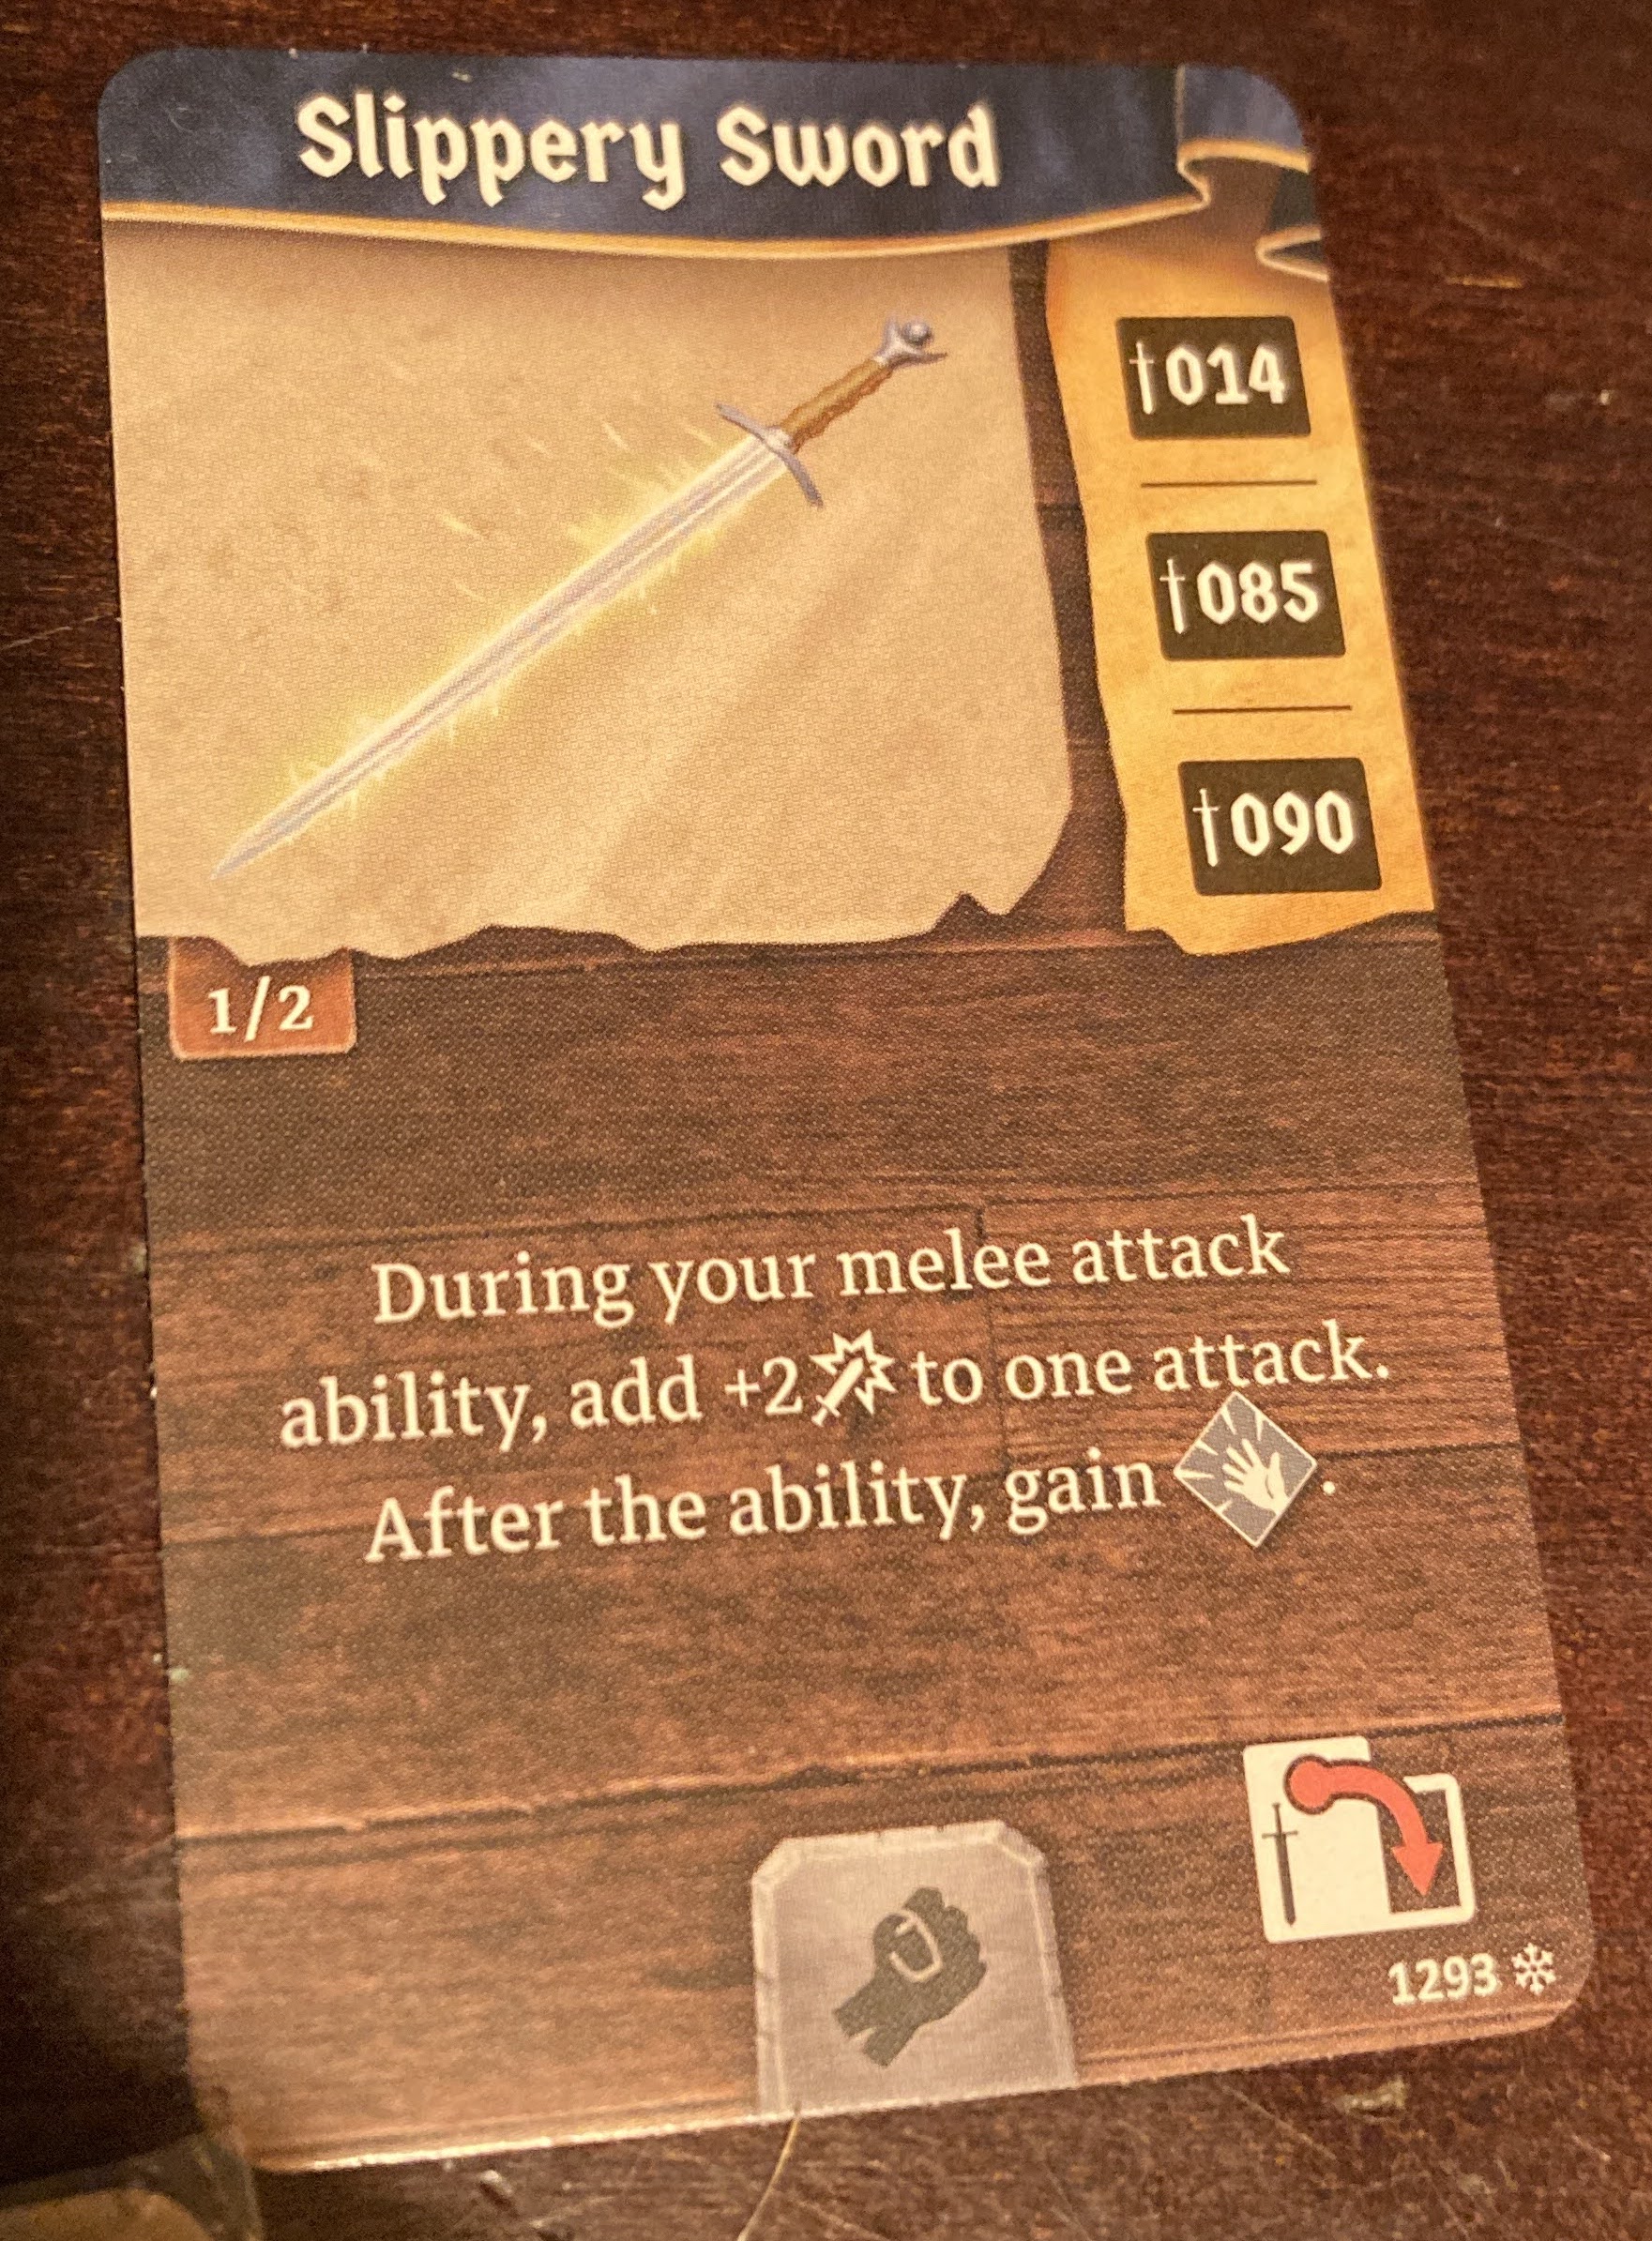 Slippery Sword
014
085
090
1/2
During your melee attack
ability, add +2 to one attack.
After the ability, gain .
1293